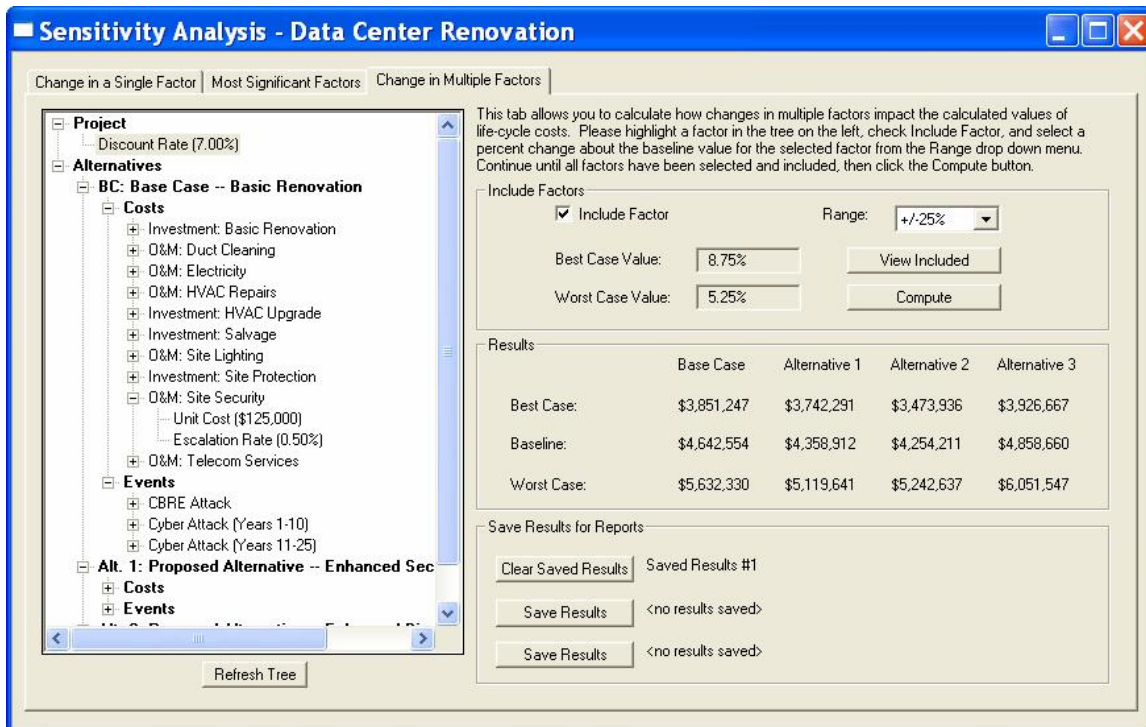 Sensitivity Analysis - Data Center Renovation
Change in a Single Factor Most Significant Factors Change in Multiple Factors
Project
Discount Rate (7.00%)
Alternatives
BC: Base Case -- Basic Renovation
Costs
Investment: Basic Renovation
O&M: Duct Cleaning
O&M: Electricity
O&M: HVAC Repairs
Investment: HVAC Upgrade
Investment: Salvage
O&M: Site Lighting
Investment: Site Protection
O&M: Site Security
Unit Cost ($125,000)
Escalation Rate (0.50%)
O&M: Telecom Services
Events
CBRE Attack
Cyber Attack (Years 1-10)
Cyber Attack (Years 11-25)
Alt. 1: Proposed Alternative -- Enhanced Sec
Costs
Events
Refresh Tree
This tab allows you to calculate how changes in multiple factors impact the calculated values of
life-cycle costs. Please highlight a factor in the tree on the left, check Include Factor, and select a
percent change about the baseline value for the selected factor from the Range drop down menu.
Continue until all factors have been selected and included, then click the Compute button.
Include Factors
Include Factor Range: +/-25%
Best Case Value: 8.75% View Included
Worst Case Value: 5.25% Compute
Results
Base Case Alternative 1 Alternative 2 Alternative 3
Best Case: $3,851,247 $3,742,291 $3,473,936 $3,926,667
Baseline: $4,642,554 $4,358,912 $4,254,211 $4,858,660
Worst Case: $5,632,330 $5,119,641 $5,242,637 $6,051,547
Save Results for Reports
Clear Saved Results Saved Results #1
Save Results <no results saved>
Save Results <no results saved>